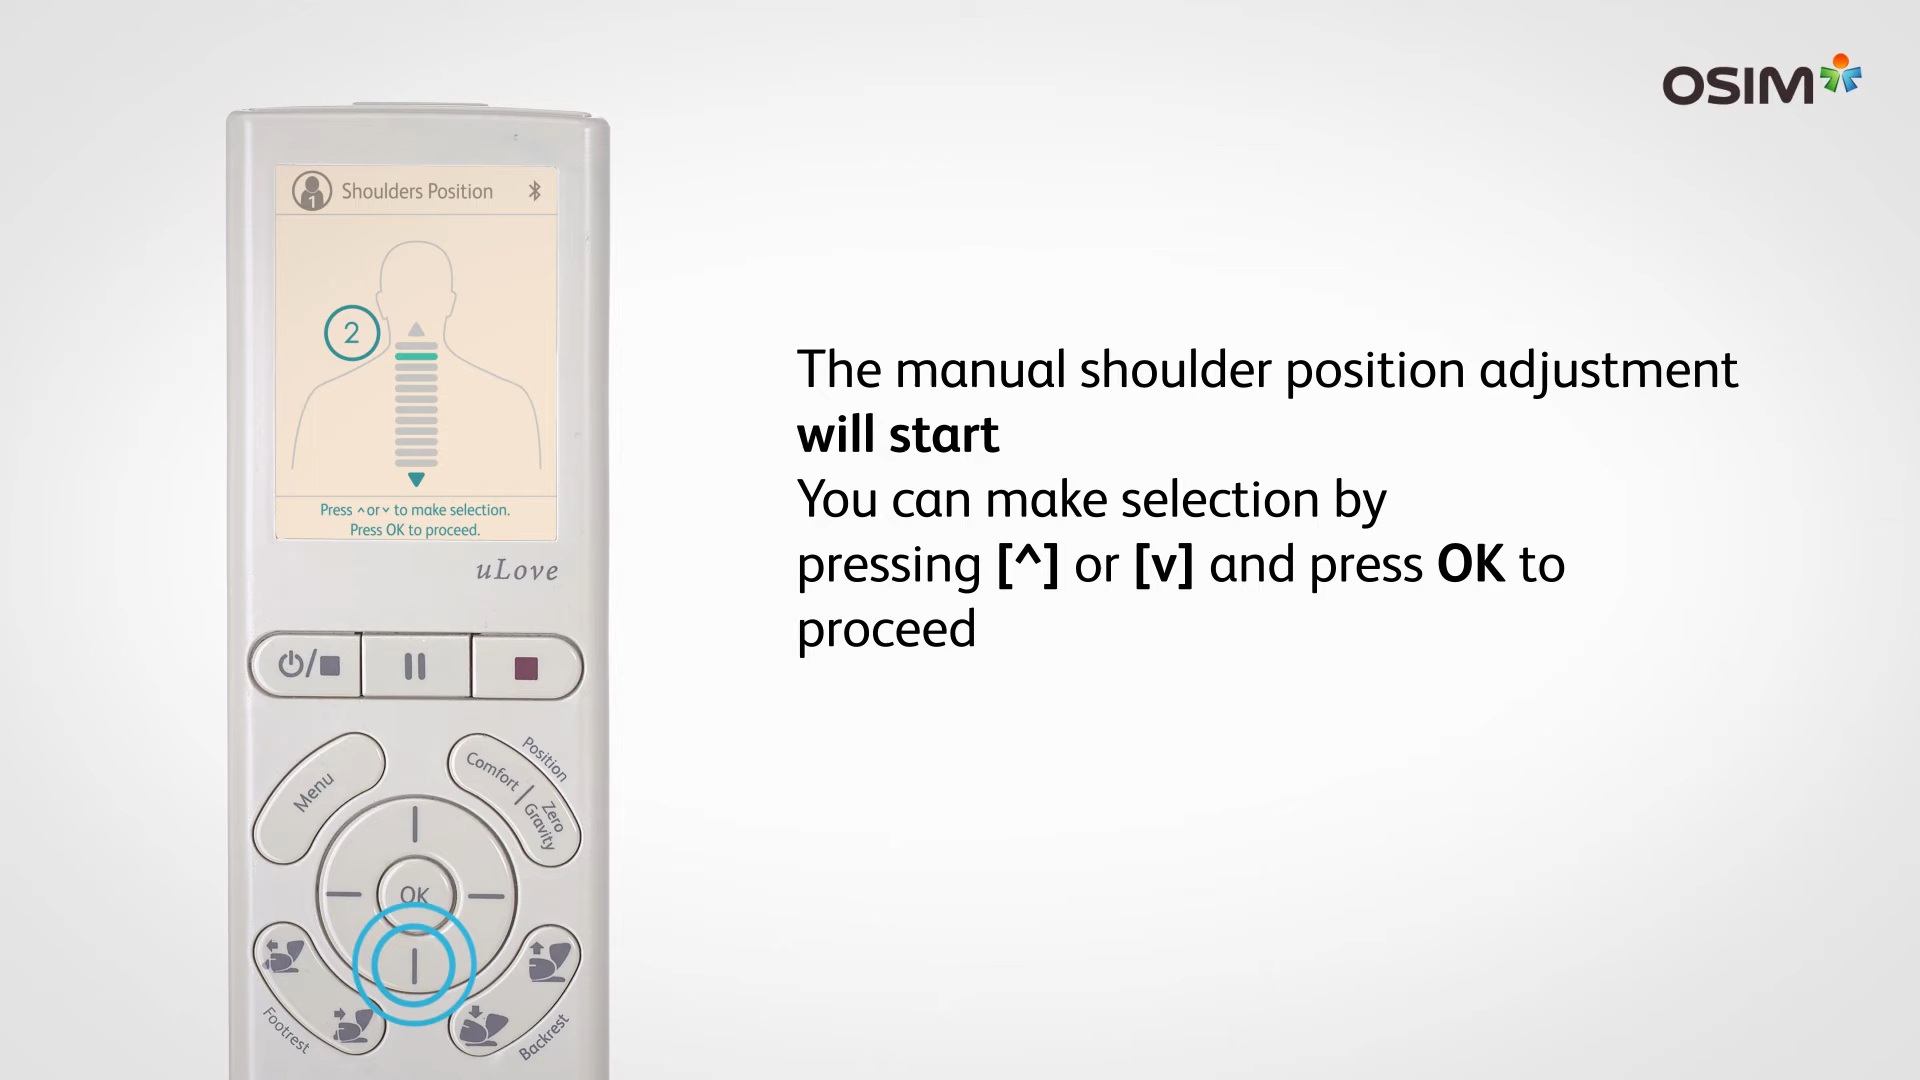 OSIM
1 Shoulders Position
2
Press ^ or v to make selection.
Press OK to proceed.
uLove
Menu
Position
Comfort | Zero Gravity
OK
Footrest
Backrest
The manual shoulder position adjustment
will start
You can make selection by
pressing [^] or [v] and press OK to
proceed